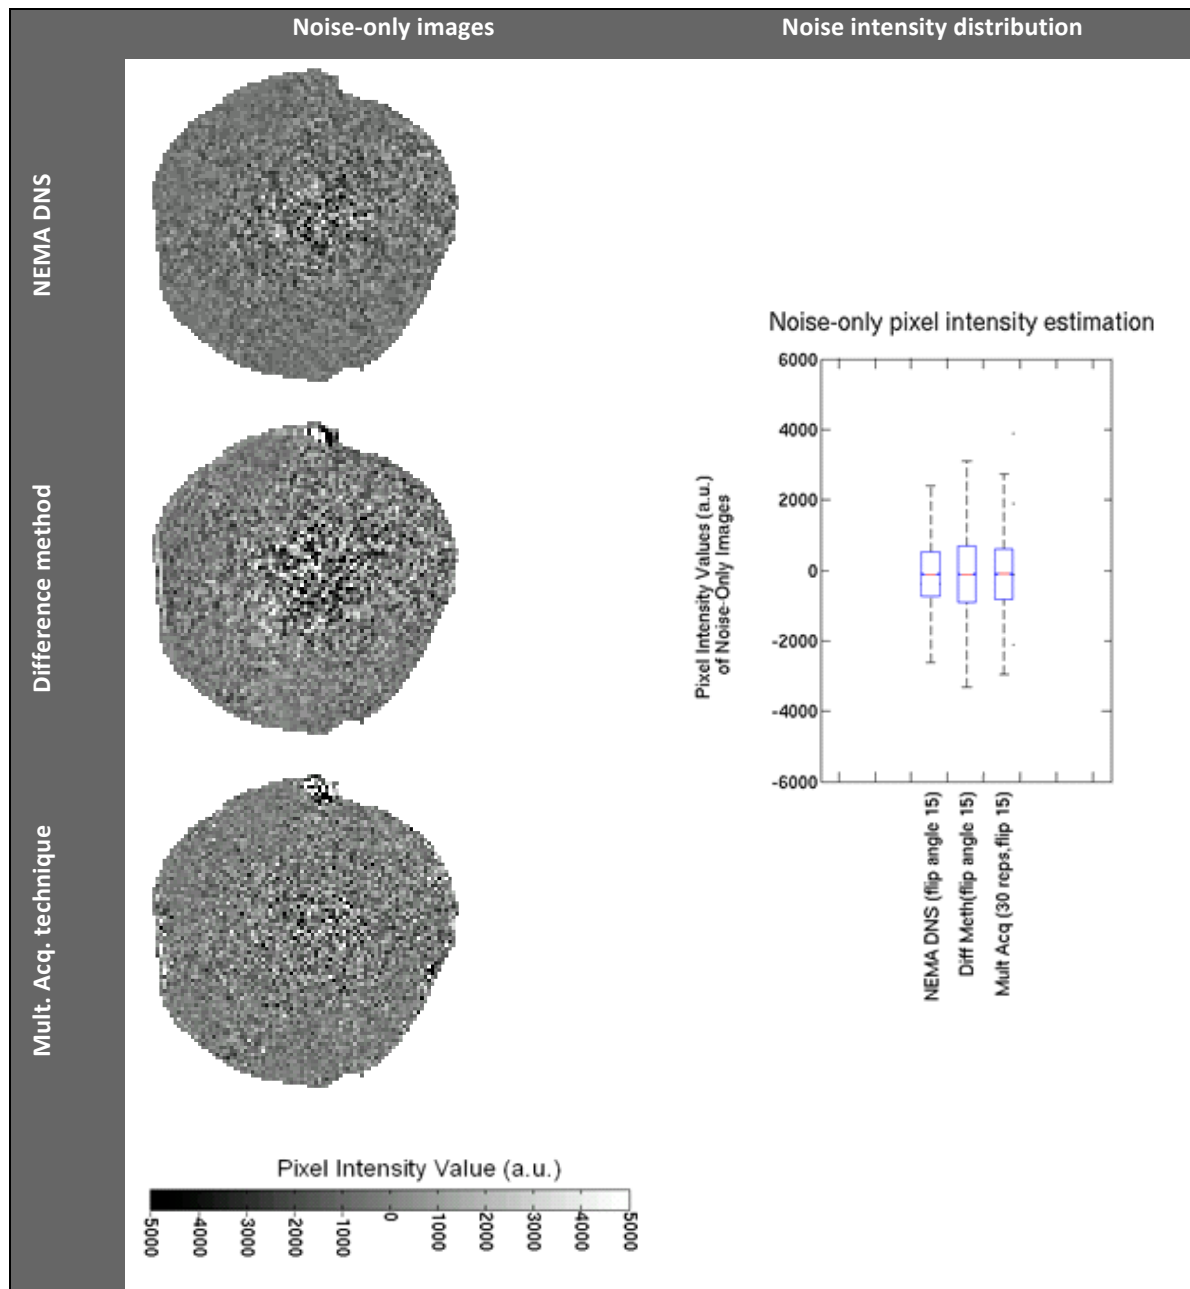 Noise-only images
Noise intensity distribution
NEMA DNS
Difference method
Mult. Acq. technique
Noise-only pixel intensity estimation
Pixel Intensity Values (a.u.)
of Noise-Only Images
6000
4000
2000
0
-2000
-4000
-6000
NEMA DNS (flip angle 15)
Diff Meth(flip angle 15)
Mult Acq (30 reps,flip 15)
Pixel Intensity Value (a.u.)
5000
4000
3000
2000
1000
0
1000
2000
3000
4000
5000